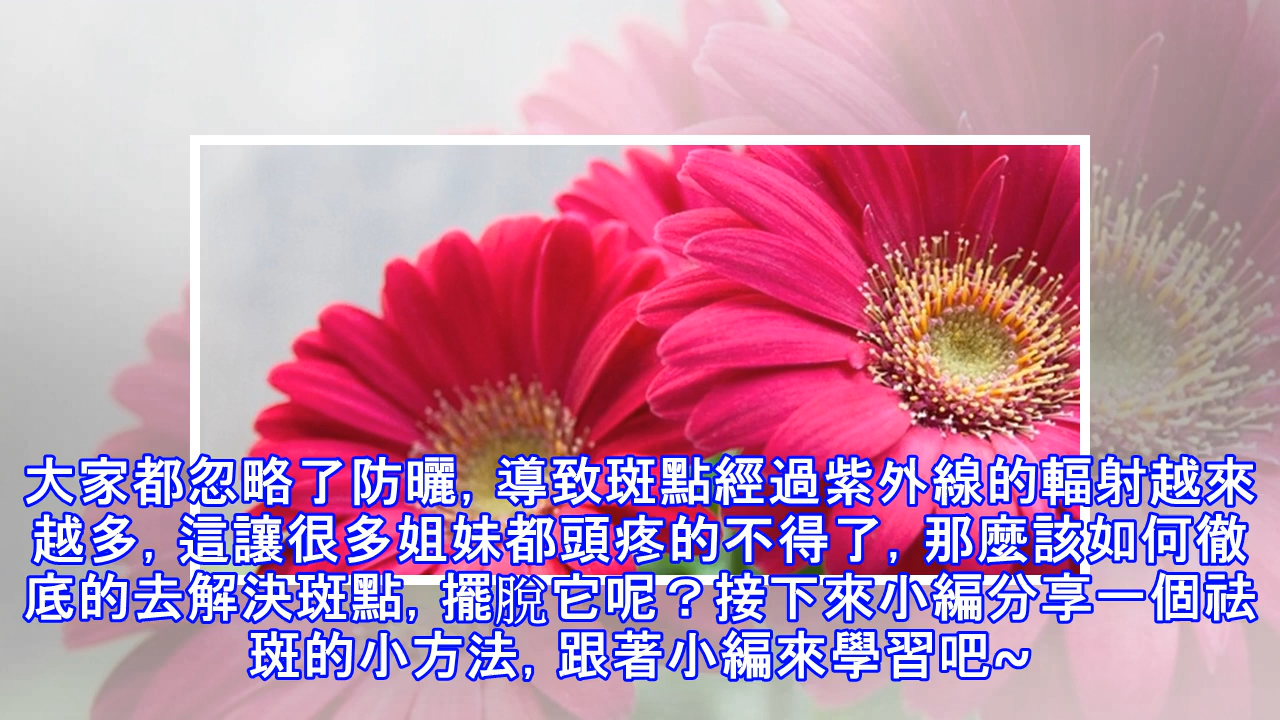 大家都忽略了防曬, 導致斑點經過紫外線的輻射越來
越多, 這讓很多姐妹都頭疼的不得了, 那麼該如何徹
底的去解決斑點, 擺脫它呢？接下來小編分享一個祛
斑的小方法, 跟著小編來學習吧~